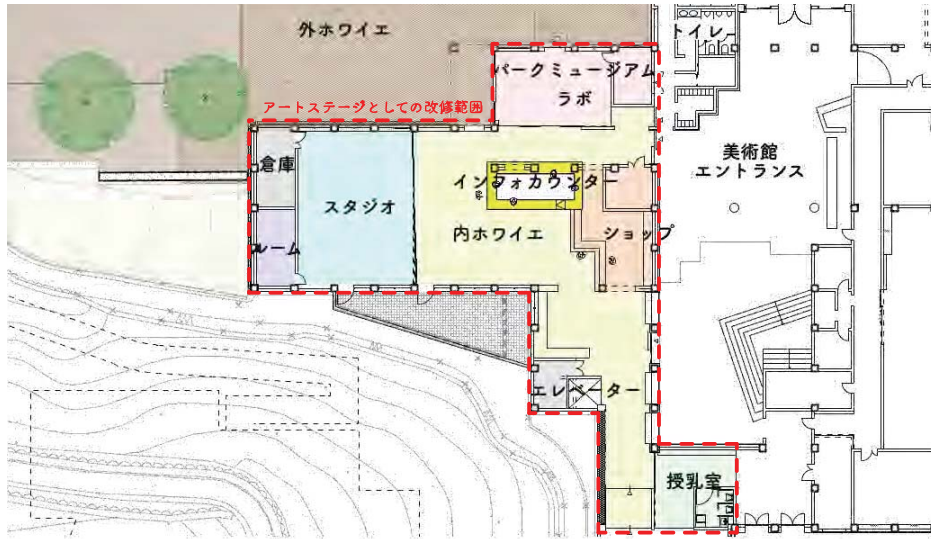 外ホワイエ
トイレ
パークミュージアム
ラボ
アートステージとしての改修範囲
美術館
エントランス
倉庫
インフォカウンター
スタジオ
内ホワイエ
ショップ
ルーム
エレベーター
授乳室